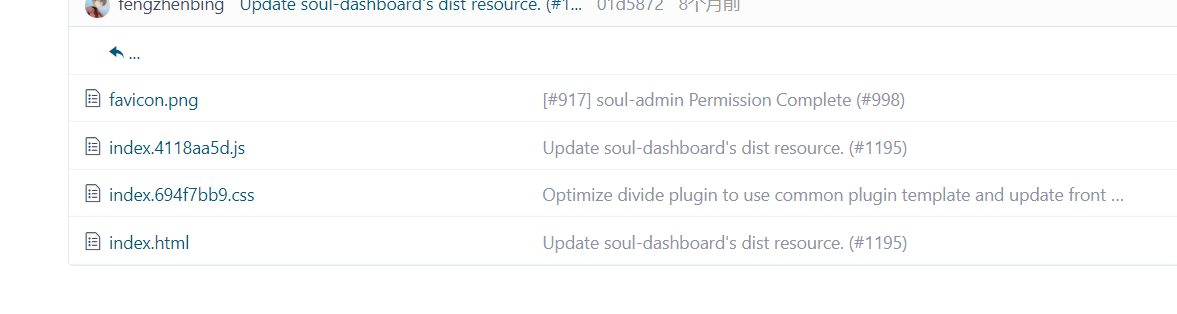 fengzhenbing Update soul-dashboard's dist resource. (#1... 01d5872 8个月前
...
favicon.png [#917] soul-admin Permission Complete (#998)
index.4118aa5d.js Update soul-dashboard's dist resource. (#1195)
index.694f7bb9.css Optimize divide plugin to use common plugin template and update front ...
index.html Update soul-dashboard's dist resource. (#1195)